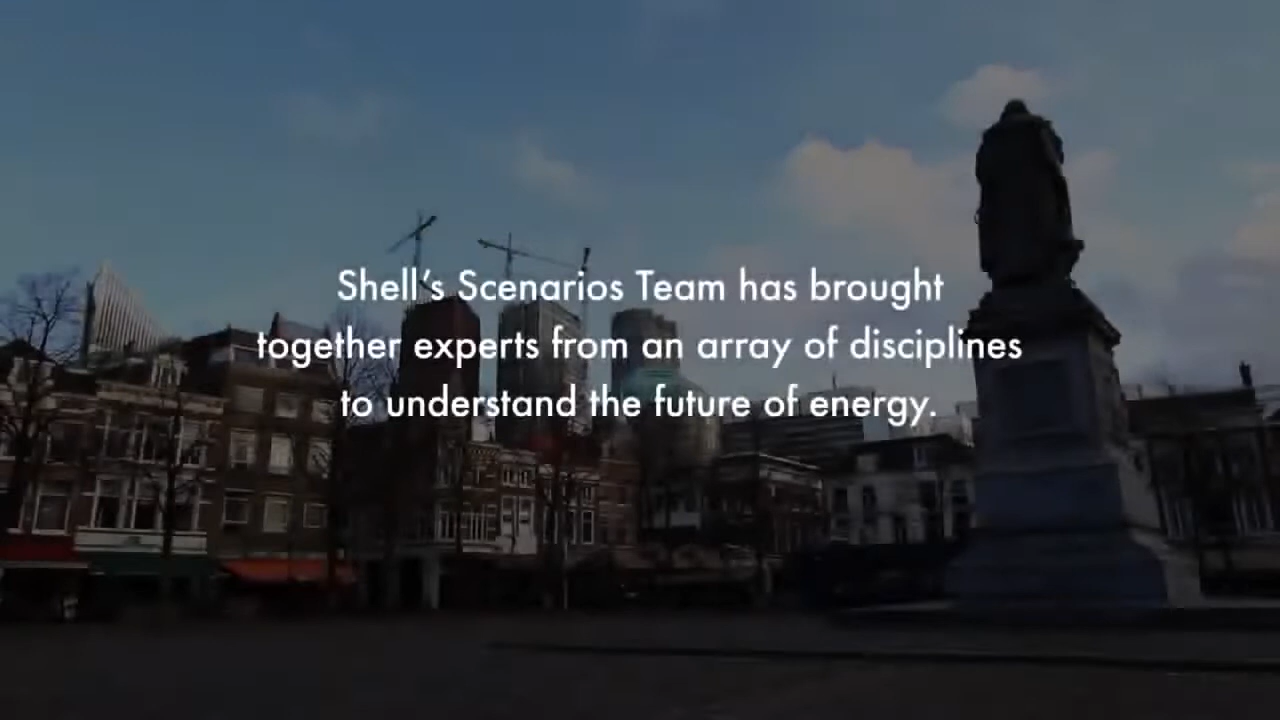 Shell's Scenarios Team has brought
together experts from an array of disciplines
to understand the future of energy.